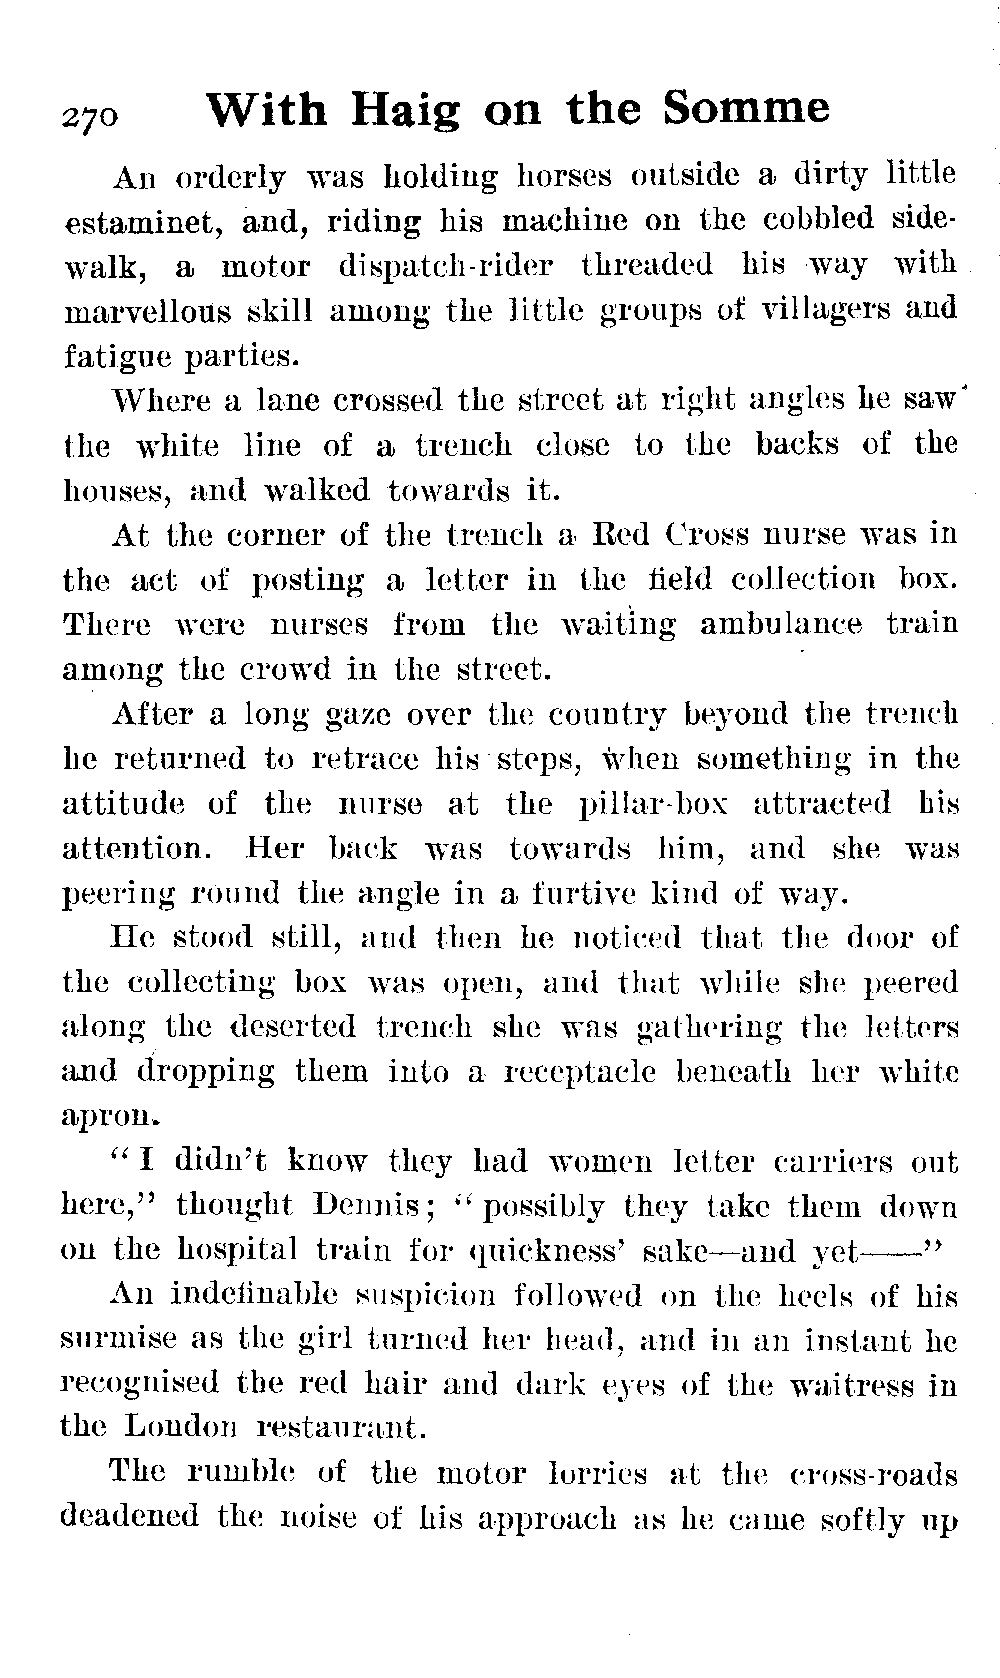 270 With Haig on the Somme
An orderly was holding horses outside a dirty little
estaminet, and, riding his machine on the cobbled side-
walk, a motor dispatch-rider threaded his way with
marvellous skill among the little groups of villagers and
fatigue parties.
Where a lane crossed the street at right angles he saw
the white line of a trench close to the backs of the
houses, and walked towards it.
At the corner of the trench a Red Cross nurse was in
the act of posting a letter in the field collection box.
There were nurses from the waiting ambulance train
among the crowd in the street.
After a long gaze over the country beyond the trench
he returned to retrace his steps, when something in the
attitude of the nurse at the pillar-box attracted his
attention. Her back was towards him, and she was
peering round the angle in a furtive kind of way.
He stood still, and then he noticed that the door of
the collecting box was open, and that while she peered
along the deserted trench she was gathering the letters
and dropping them into a receptacle beneath her white
apron.
“I didn't know they had women letter carriers out
here,” thought Dennis; “possibly they take them down
on the hospital train for quickness' sake—and yet——”
An indefinable suspicion followed on the heels of his
surmise as the girl turned her head, and in an instant he
recognised the red hair and dark eyes of the waitress in
the London restaurant.
The rumble of the motor lorries at the cross-roads
deadened the noise of his approach as he came softly up